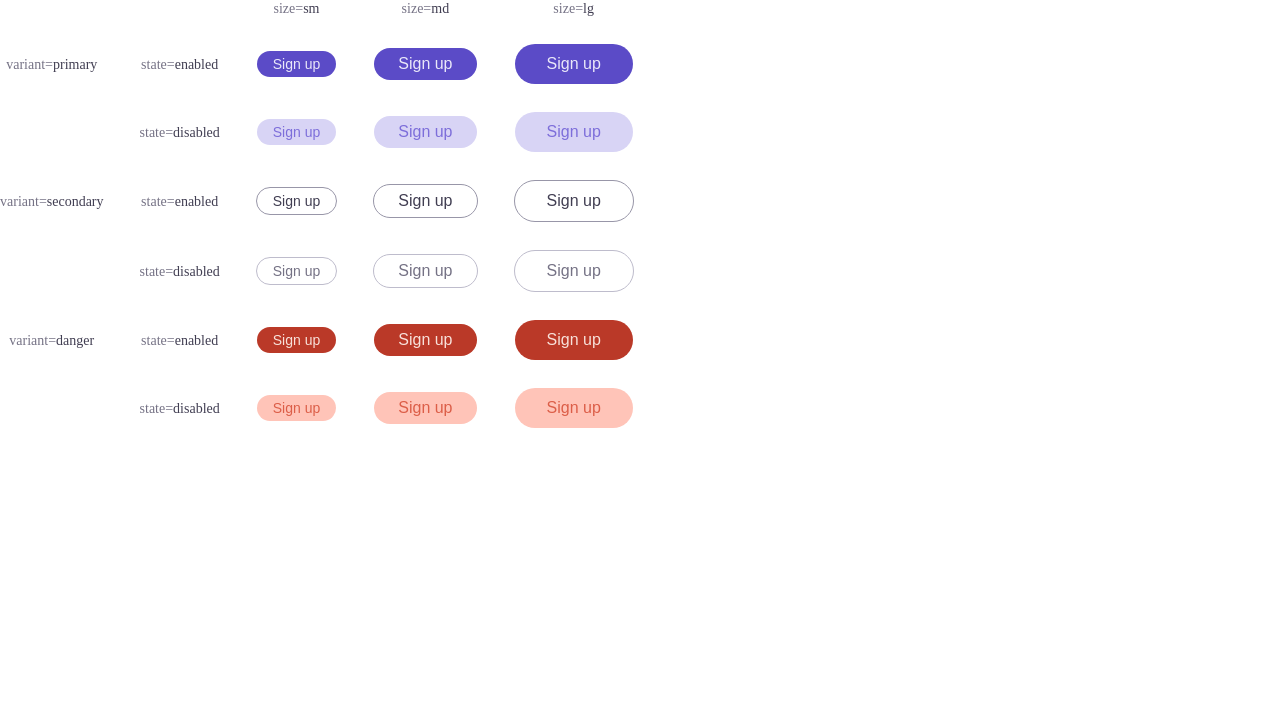 size=sm size=md size=lg
variant=primary state=enabled Sign up Sign up Sign up
state=disabled Sign up Sign up Sign up
variant=secondary state=enabled Sign up Sign up Sign up
state=disabled Sign up Sign up Sign up
variant=danger state=enabled Sign up Sign up Sign up
state=disabled Sign up Sign up Sign up